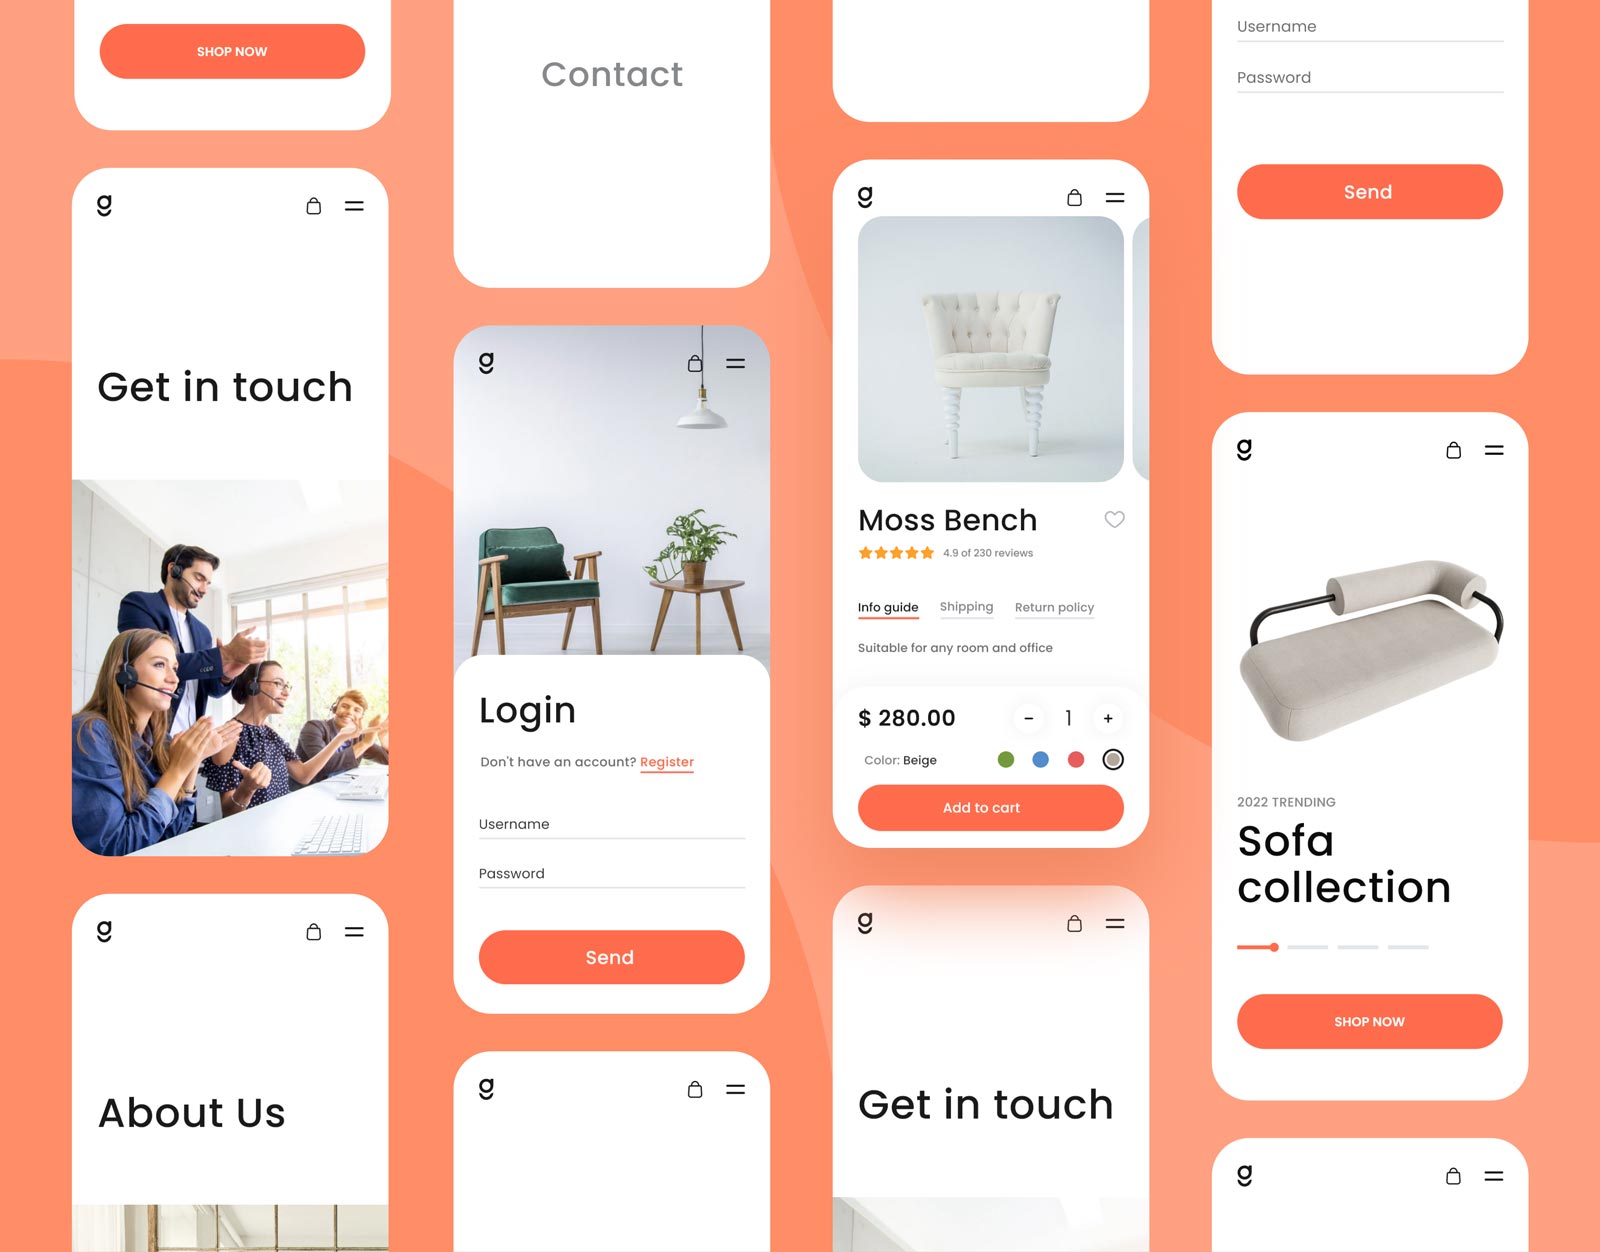 SHOP NOW
g
Get in touch
g
About Us
Contact
g
Login
Don't have an account? Register
Username
Password
Send
g
g
Moss Bench
4.9 of 230 reviews
Info guide
Shipping
Return policy
Suitable for any room and office
$ 280.00
- 1 +
Color: Beige
Add to cart
g
Get in touch
Username
Password
Send
g
2022 TRENDING
Sofa
collection
SHOP NOW
g